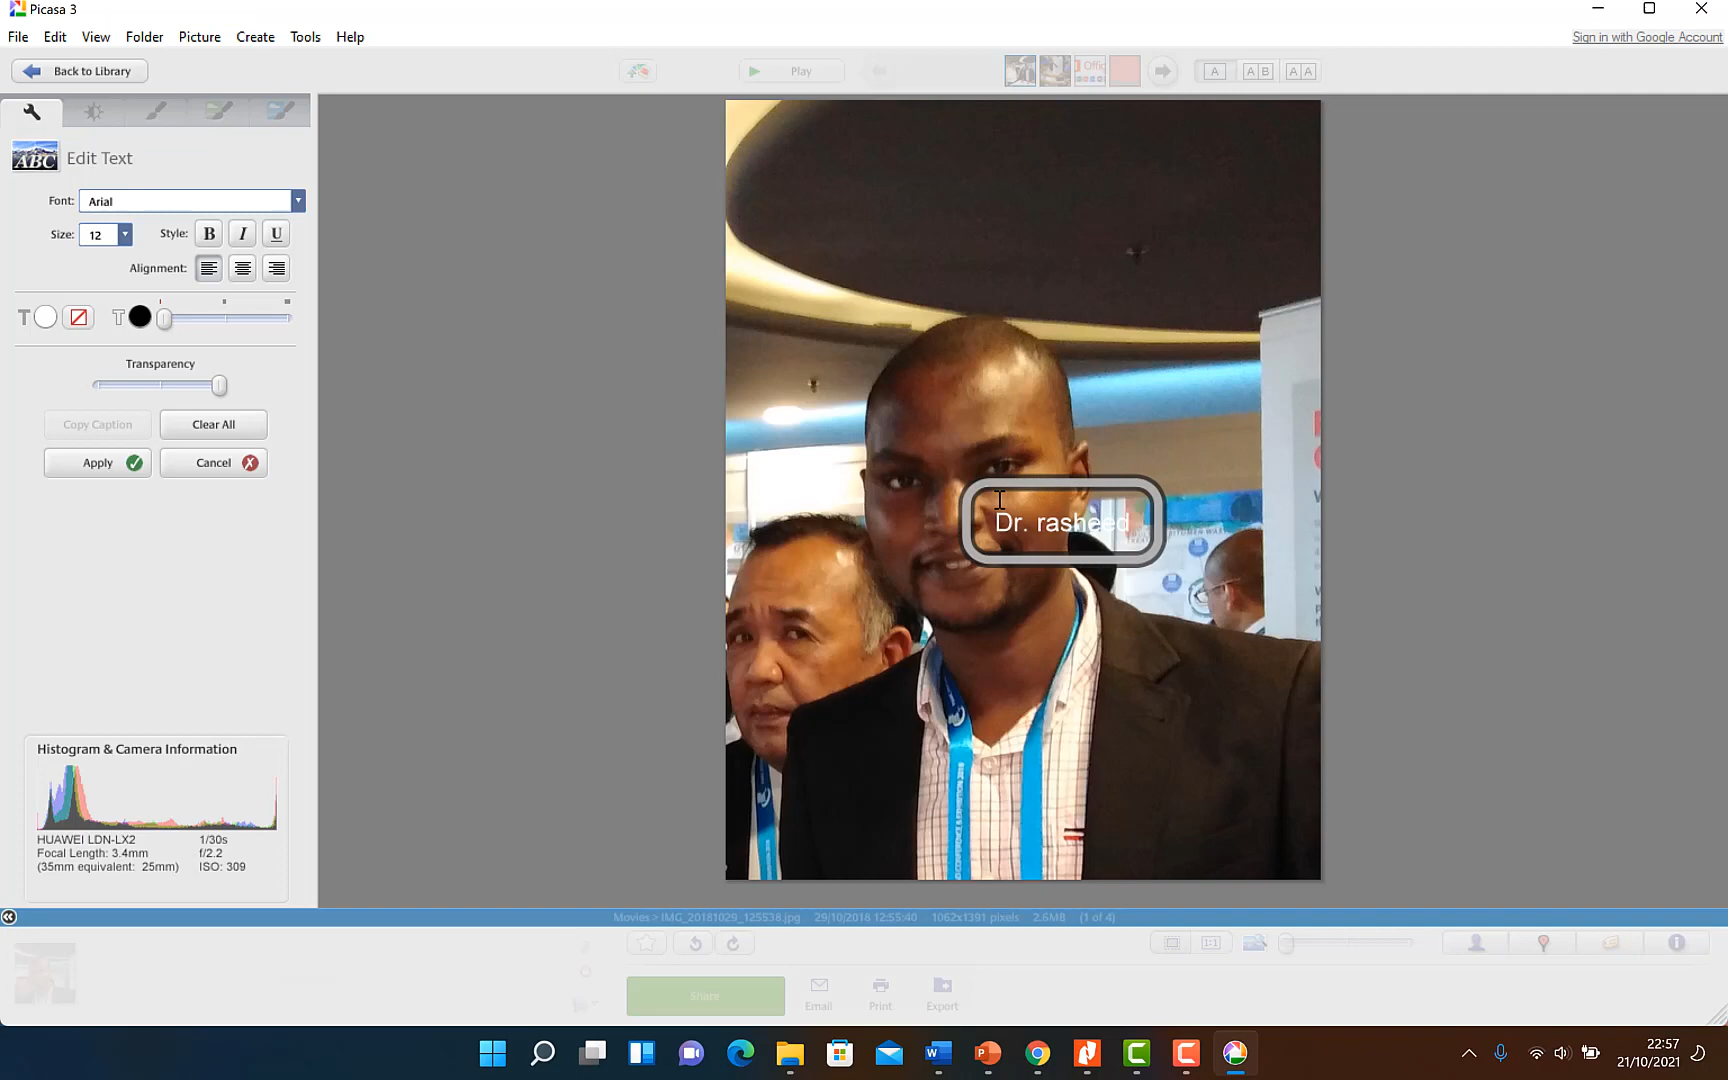 Picasa 3
File Edit View Folder Picture Create Tools Help
Sign in with Google Account
Back to Library
Play
Offic
A
A B
A A
ABC
Edit Text
Font: Arial
Size: 12
Style: B I U
Alignment:
T
T
Transparency
Copy Caption
Clear All
Apply
Cancel
Dr. rasheed
Histogram & Camera Information
HUAWEI LDN-LX2 1/30s
Focal Length: 3.4mm f/2.2
(35mm equivalent: 25mm) ISO: 309
Movies > IMG_20181029_125538.jpg 29/10/2018 12:55:40 1062x1391 pixels 2.6MB (1 of 4)
1:1
Share
Email
Print
Export
22:57
21/10/2021